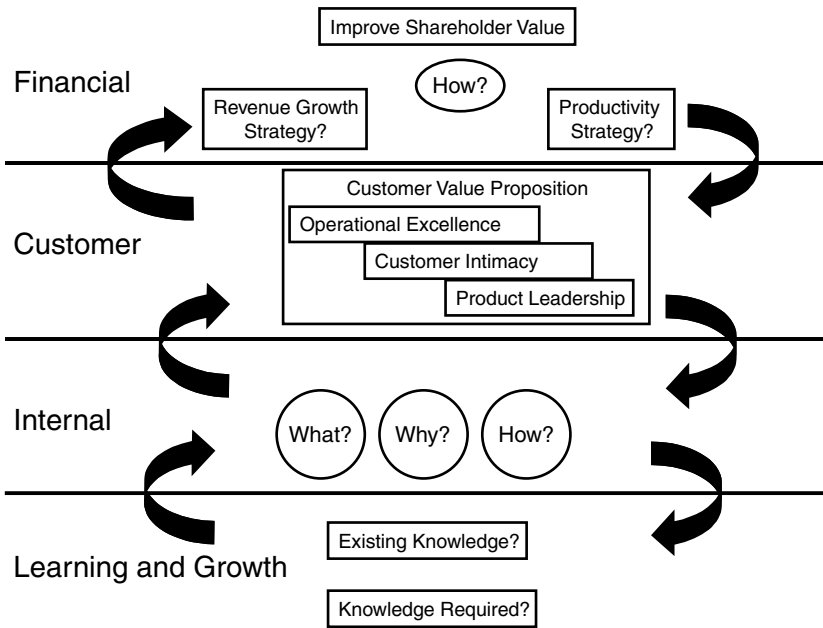 Improve Shareholder Value
Financial
How?
Revenue Growth
Strategy?
Productivity
Strategy?
Customer Value Proposition
Operational Excellence
Customer
Customer Intimacy
Product Leadership
Internal
What?
Why?
How?
Existing Knowledge?
Learning and Growth
Knowledge Required?